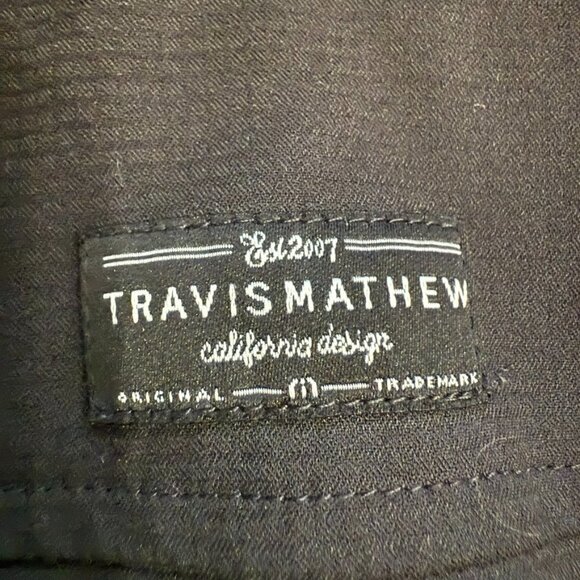 Est.2007
TRAVISMATHEW
california design
ORIGINAL TRADEMARK